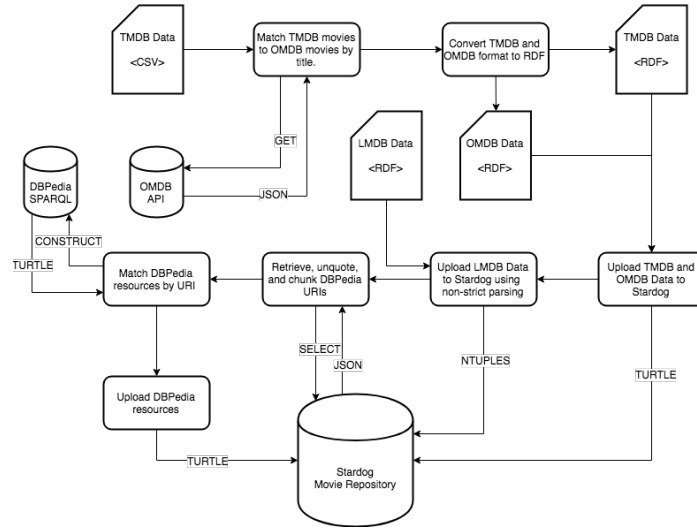 TMDB Data
<CSV>
Match TMDB movies
to OMDB movies by
title.
Convert TMDB and
OMDB format to RDF
TMDB Data
<RDF>
GET
LMDB Data
<RDF>
OMDB Data
<RDF>
DBPedia
SPARQL
OMDB
API
JSON
CONSTRUCT
TURTLE
Match DBPedia
resources by URI
Retrieve, unquote,
and chunk DBPedia
URIs
Upload LMDB Data
to Stardog using
non-strict parsing
Upload TMDB and
OMDB Data to
Stardog
SELECT
JSON
NTUPLES
TURTLE
Upload DBPedia
resources
TURTLE
Stardog
Movie Repository